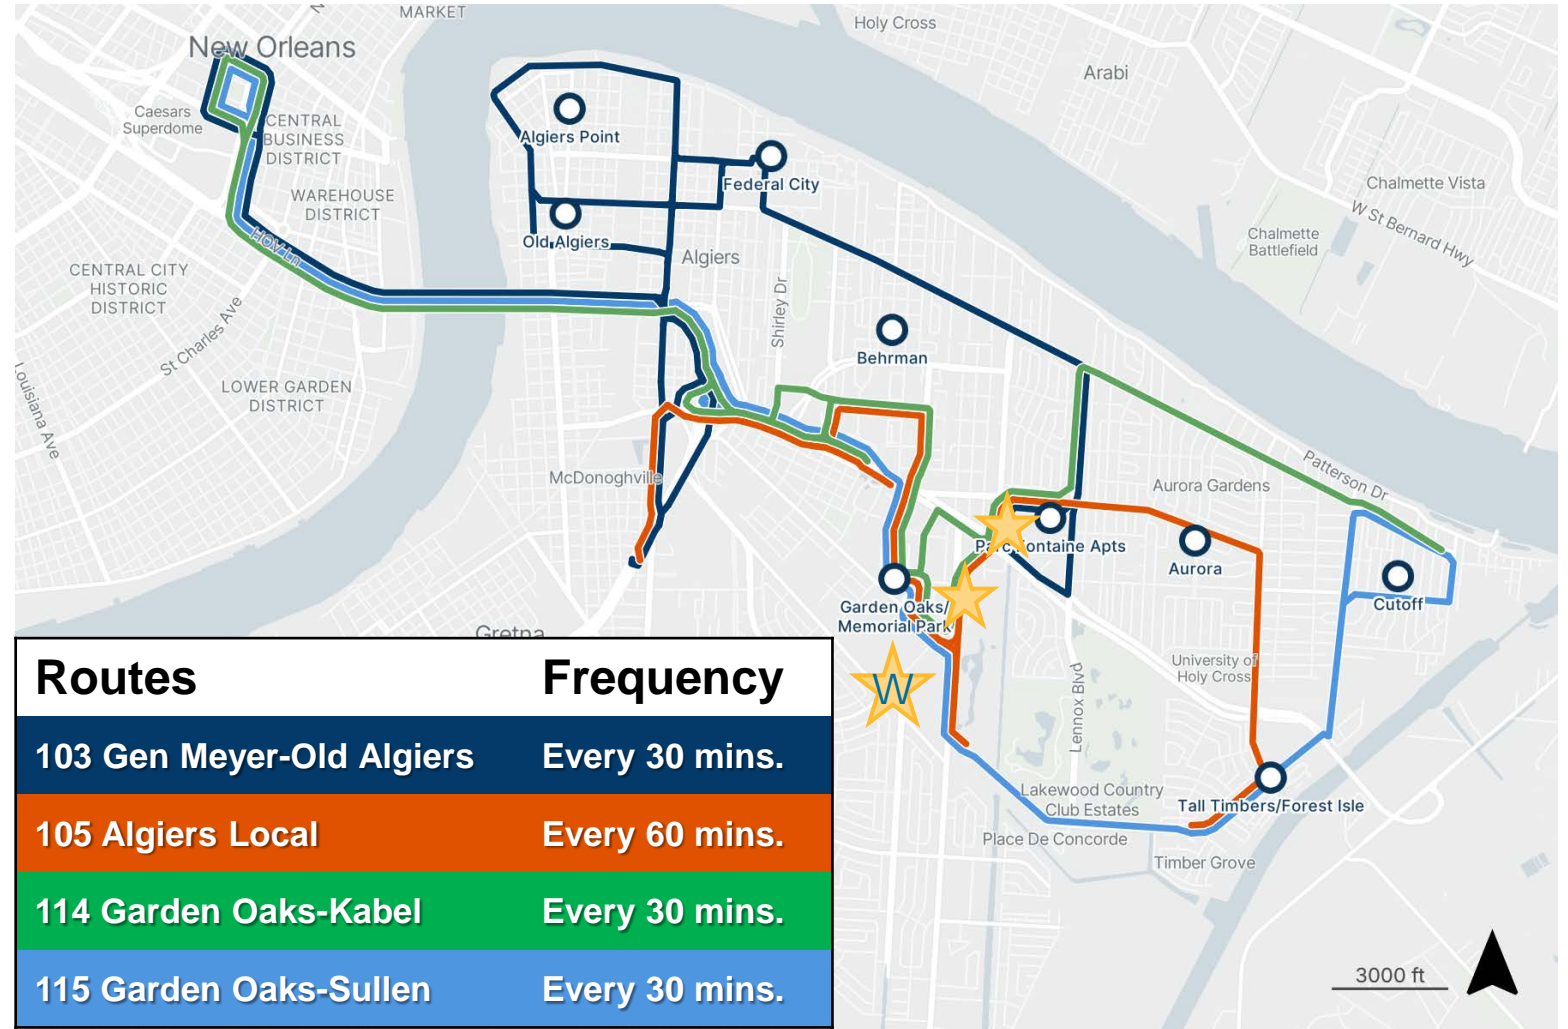 MARKET
Holy Cross
New Orleans
Arabi
Caesars
Superdome
CENTRAL
BUSINESS
DISTRICT
Algiers Point
Federal City
Chalmette Vista
WAREHOUSE
DISTRICT
W St Bernard Hwy
HOV Ln
Old Algiers
Algiers
Chalmette
Battlefield
CENTRAL CITY
HISTORIC
DISTRICT
St Charles Ave
Shirley Dr
Behrman
Louisiana Ave
LOWER GARDEN
DISTRICT
McDonoghville
Patterson Dr
Aurora Gardens
Parc Fontaine Apts
Aurora
Garden Oaks/
Memorial Park
Cutoff
Gretna
W
University of
Holy Cross
Lennox Blvd
Lakewood Country
Club Estates
Tall Timbers/Forest Isle
Place De Concorde
Timber Grove
3000 ft
Routes Frequency
103 Gen Meyer-Old Algiers Every 30 mins.
105 Algiers Local Every 60 mins.
114 Garden Oaks-Kabel Every 30 mins.
115 Garden Oaks-Sullen Every 30 mins.